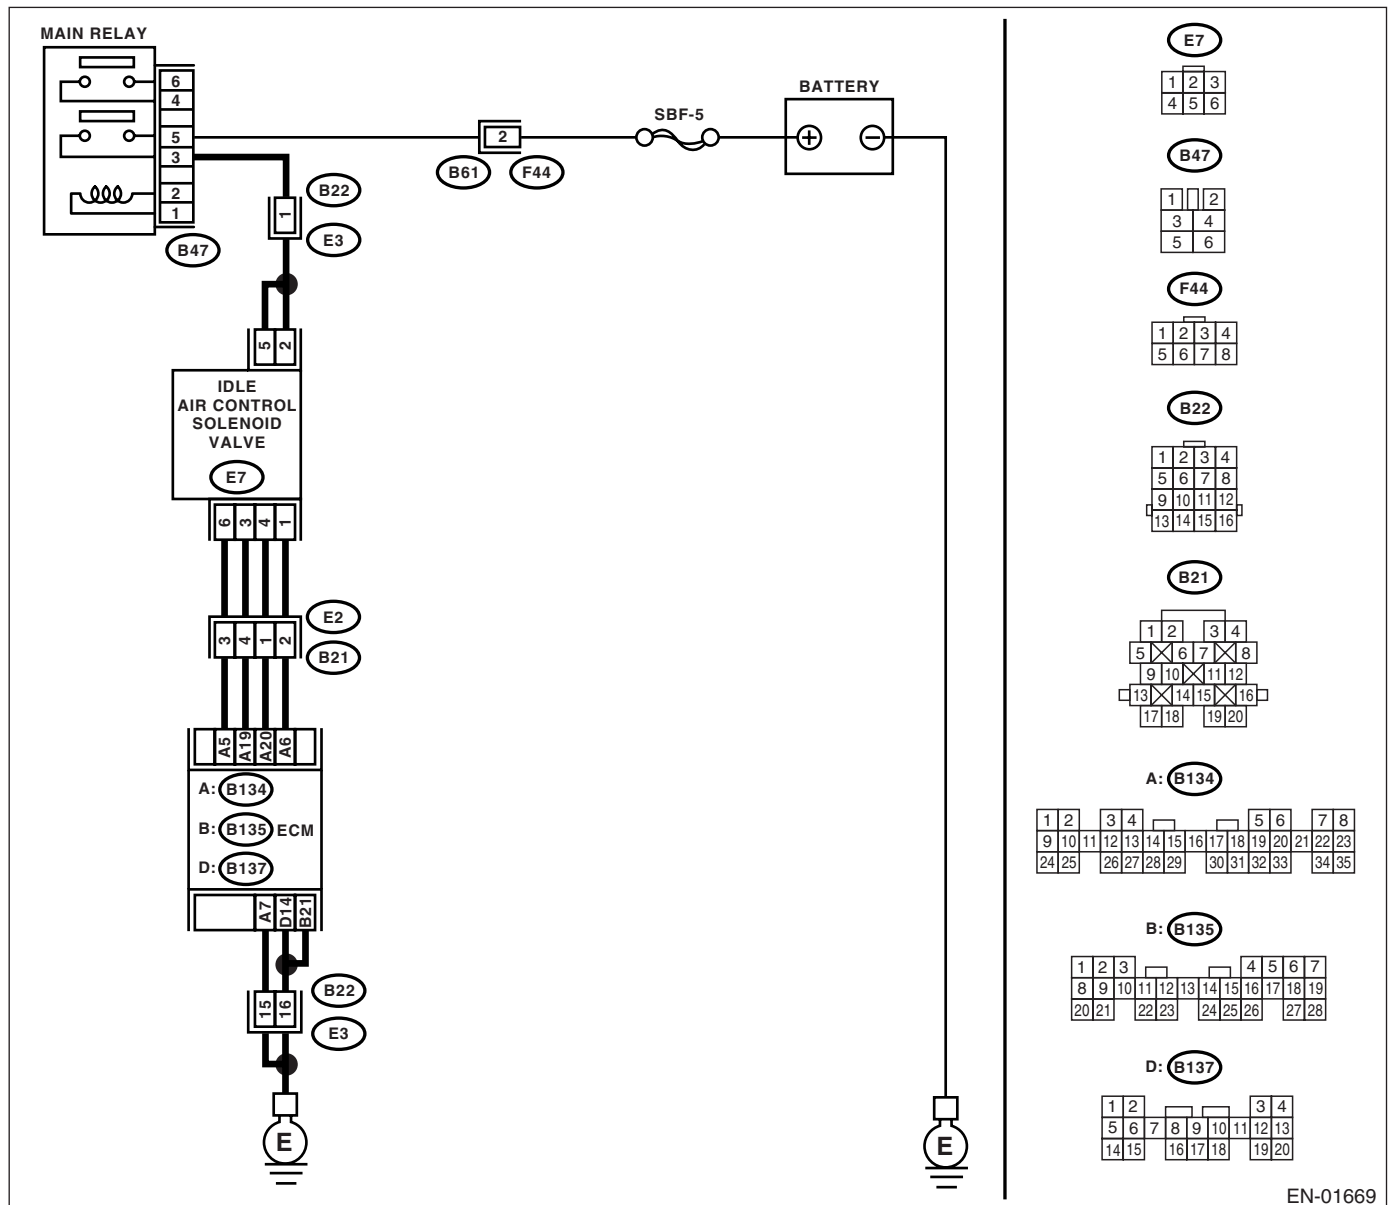 MAIN RELAY
6
4
5
3
2
1
B47
2
B61 F44
SBF-5
BATTERY
+ −
B22
1
E3
5 2
IDLE
AIR CONTROL
SOLENOID
VALVE
E7
6 3 4 1
E2
3 4 1 2
B21
A5 A19 A20 A6
A: B134
B: B135 ECM
D: B137
A7 D14 B21
B22
15 16
E3
E
E
E7
1 2 3
4 5 6
B47
1 2
3 4
5 6
F44
1 2 3 4
5 6 7 8
B22
1 2 3 4
5 6 7 8
9 10 11 12
13 14 15 16
B21
1 2 3 4
5 6 7 8
9 10 11 12
13 14 15 16
17 18 19 20
A: B134
1 2 3 4 5 6 7 8
9 10 11 12 13 14 15 16 17 18 19 20 21 22 23
24 25 26 27 28 29 30 31 32 33 34 35
B: B135
1 2 3 4 5 6 7
8 9 10 11 12 13 14 15 16 17 18 19
20 21 22 23 24 25 26 27 28
D: B137
1 2 3 4
5 6 7 8 9 10 11 12 13
14 15 16 17 18 19 20
EN-01669